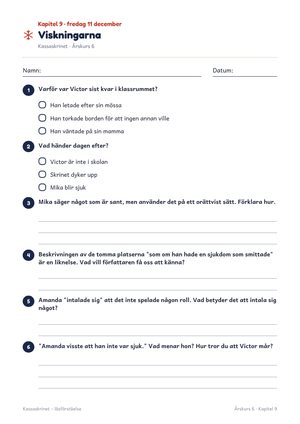 Kapitel 9 · fredag 11 december
Viskningarna
Kassaskrinet · Årskurs 6
Namn:
Datum:
1 Varför var Victor sist kvar i klassrummet?
Han letade efter sin mössa
Han torkade borden för att ingen annan ville
Han väntade på sin mamma
2 Vad händer dagen efter?
Victor är inte i skolan
Skrinet dyker upp
Mika blir sjuk
3 Mika säger något som är sant, men använder det på ett orättvist sätt. Förklara hur.
4 Beskrivningen av de tomma platserna "som om han hade en sjukdom som smittade"
är en liknelse. Vad vill författaren få oss att känna?
5 Amanda "intalade sig" att det inte spelade någon roll. Vad betyder det att intala sig
något?
6 "Amanda visste att han inte var sjuk." Vad menar hon? Hur tror du att Victor mår?
Kassaskrinet – läsförståelse
Årskurs 6 · Kapitel 9